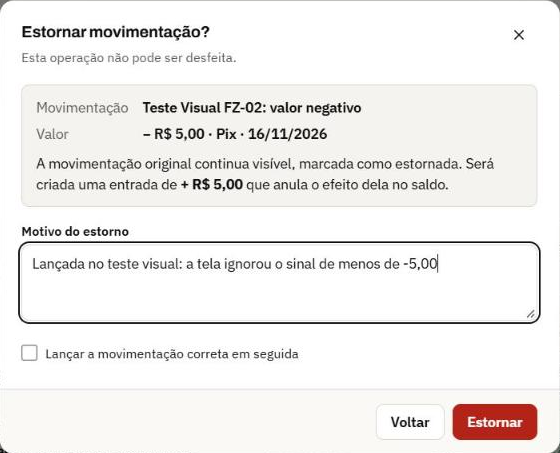 Estornar movimentação?
Esta operação não pode ser desfeita.
Movimentação Teste Visual FZ-02: valor negativo
Valor – R$ 5,00 · Pix · 16/11/2026
A movimentação original continua visível, marcada como estornada. Será
criada uma entrada de + R$ 5,00 que anula o efeito dela no saldo.
Motivo do estorno
Lançada no teste visual: a tela ignorou o sinal de menos de -5,00
Lançar a movimentação correta em seguida
Voltar Estornar